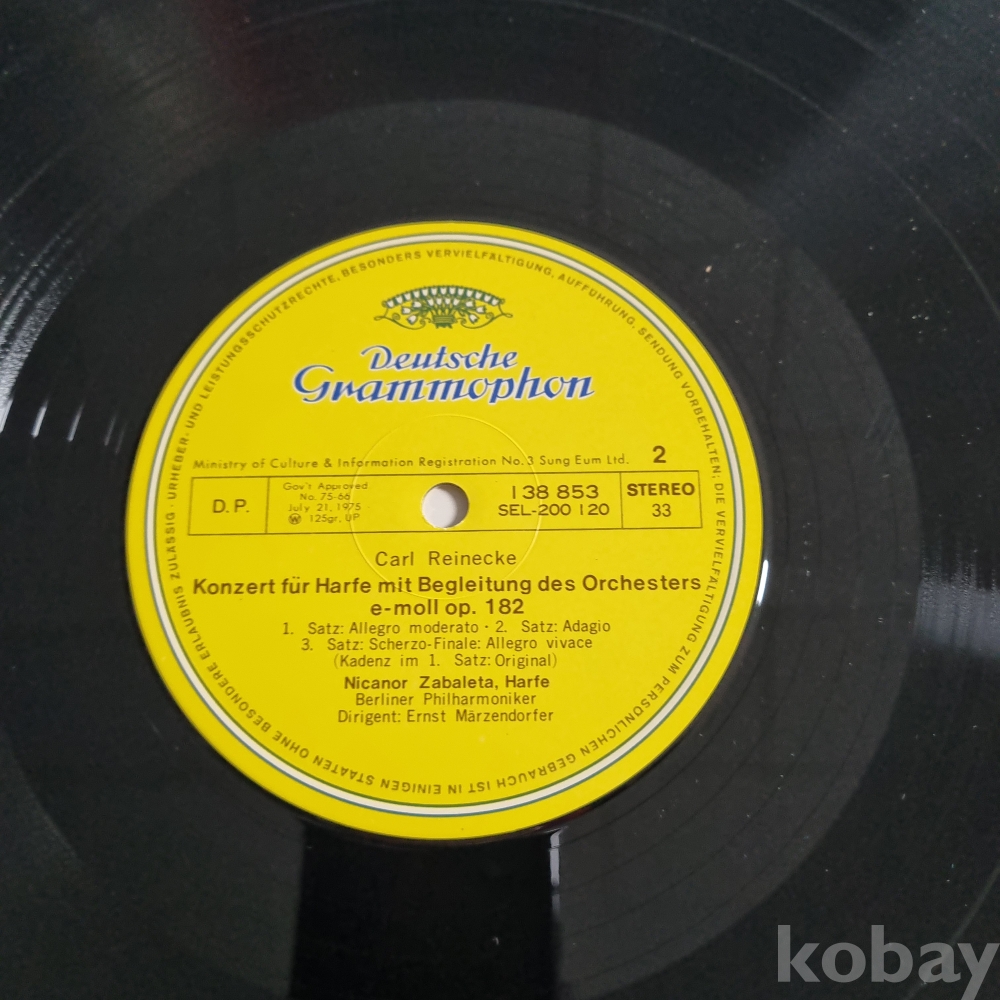 URHEBER- UND LEISTUNGSSCHUTZRECHTE, BESONDERS VERVIELFÄLTIGUNG, AUFFÜHRUNG, SENDUNG VORBEHALTEN; DIE VERVIELFÄLTIGUNG ZUM PERSÖNLICHEN GEBRAUCH IST IN EINIGEN STAATEN OHNE BESONDERE ERLAUBNIS ZULÄSSIG ·
Deutsche
Grammophon
Ministry of Culture & Information Registration No. 3 Sung Eum Ltd. 2
D.P.
Gov't Approved
No. 75-66
July 21, 1975
Ⓦ 125gr. UP
138 853
SEL-200 120
STEREO
33
Carl Reinecke
Konzert für Harfe mit Begleitung des Orchesters
e-moll op. 182
1. Satz: Allegro moderato · 2. Satz: Adagio
3. Satz: Scherzo-Finale: Allegro vivace
(Kadenz im 1. Satz: Original)
Nicanor Zabaleta, Harfe
Berliner Philharmoniker
Dirigent: Ernst Märzendorfer
kobay